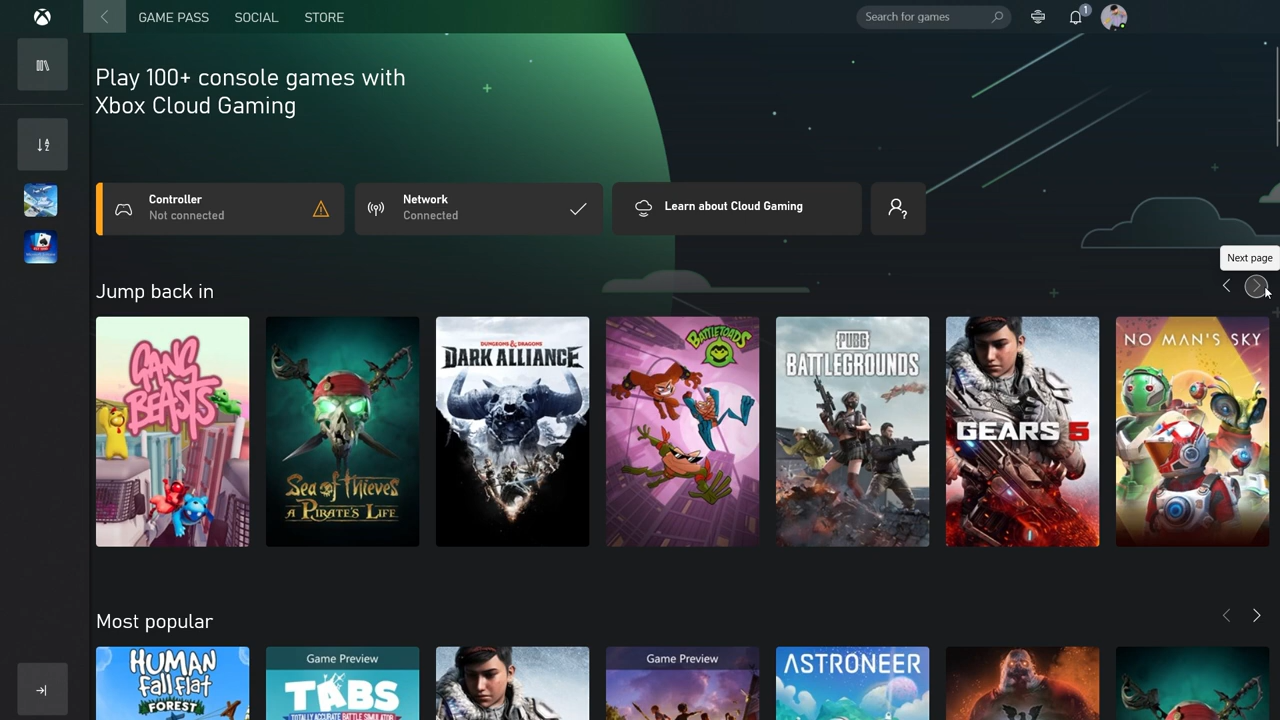 GAME PASS
SOCIAL
STORE
Search for games
1
Play 100+ console games with
Xbox Cloud Gaming
Controller
Not connected
Network
Connected
Learn about Cloud Gaming
Next page
Jump back in
GANG
BEASTS
Sea of Thieves
A PIRATE'S LIFE
DUNGEONS & DRAGONS
DARK ALLIANCE
BATTLETOADS
PUBG
BATTLEGROUNDS
GEARS 5
NO MAN'S SKY
Most popular
HUMAN
fall flat
FOREST
Game Preview
TABS
TOTALLY ACCURATE BATTLE SIMULATOR
Game Preview
ASTRONEER